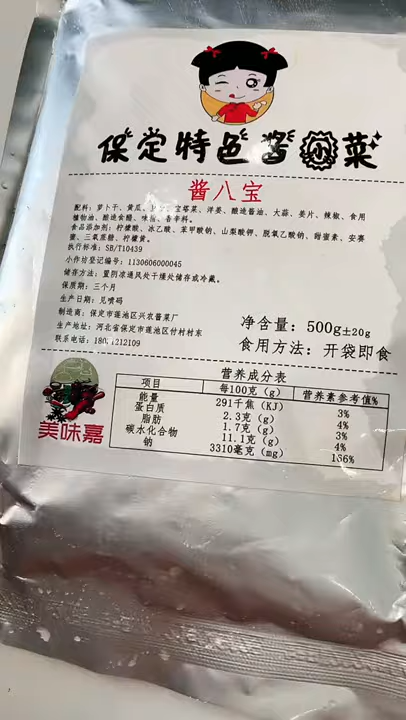 保定特色酱小菜
酱八宝
配料：萝卜干、黄瓜、宝塔菜、洋姜、酿造酱油、大蒜、姜片、辣椒、食用
植物油、酿造食醋、味精、香辛料。
食品添加剂：柠檬酸、冰乙酸、苯甲酸钠、山梨酸钾、脱氧乙酸钠、甜蜜素、安赛
蜜、三氯蔗糖、柠檬黄。
执行标准：SB/T10439
小作坊登记编号：1130606000045
储存方法：置阴凉通风处干燥处储存或冷藏。
保质期：三个月
生产日期：见喷码
制造商：保定市莲池区兴农酱菜厂
生产地址：河北省保定市莲池区付村村东
联系电话：180 212109
净含量：500g±20g
食用方法：开袋即食
营养成分表
项目 每100克(g) 营养素参考值%
能量 291千焦(KJ) 3%
蛋白质 2.3克(g) 4%
脂肪 1.7克(g) 3%
碳水化合物 11.1克(g) 4%
钠 3310毫克(mg) 136%
美味嘉